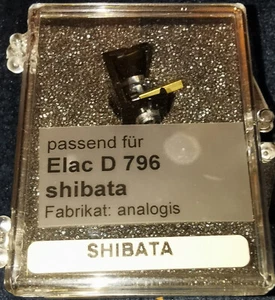 passend für
Elac D 796
shibata
Fabrikat: analogis
SHIBATA